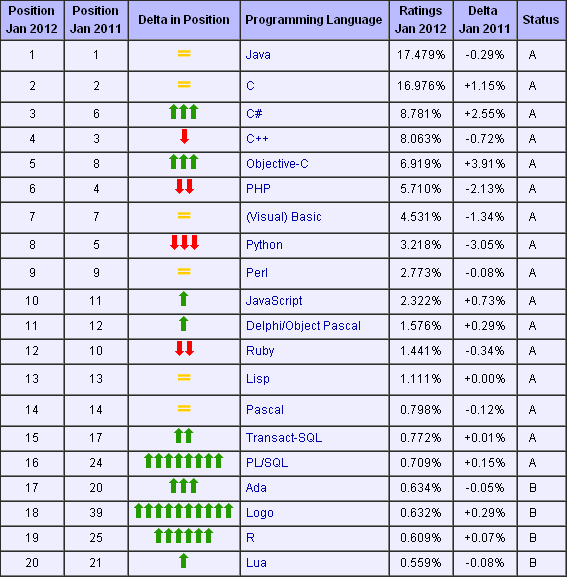 Position Jan 2012 Position Jan 2011 Delta in Position Programming Language Ratings Jan 2012 Delta Jan 2011 Status
1 1 = Java 17.479% -0.29% A
2 2 = C 16.976% +1.15% A
3 6 C# 8.781% +2.55% A
4 3 C++ 8.063% -0.72% A
5 8 Objective-C 6.919% +3.91% A
6 4 PHP 5.710% -2.13% A
7 7 = (Visual) Basic 4.531% -1.34% A
8 5 Python 3.218% -3.05% A
9 9 = Perl 2.773% -0.08% A
10 11 JavaScript 2.322% +0.73% A
11 12 Delphi/Object Pascal 1.576% +0.29% A
12 10 Ruby 1.441% -0.34% A
13 13 = Lisp 1.111% +0.00% A
14 14 = Pascal 0.798% -0.12% A
15 17 Transact-SQL 0.772% +0.01% A
16 24 PL/SQL 0.709% +0.15% A
17 20 Ada 0.634% -0.05% B
18 39 Logo 0.632% +0.29% B
19 25 R 0.609% +0.07% B
20 21 Lua 0.559% -0.08% B